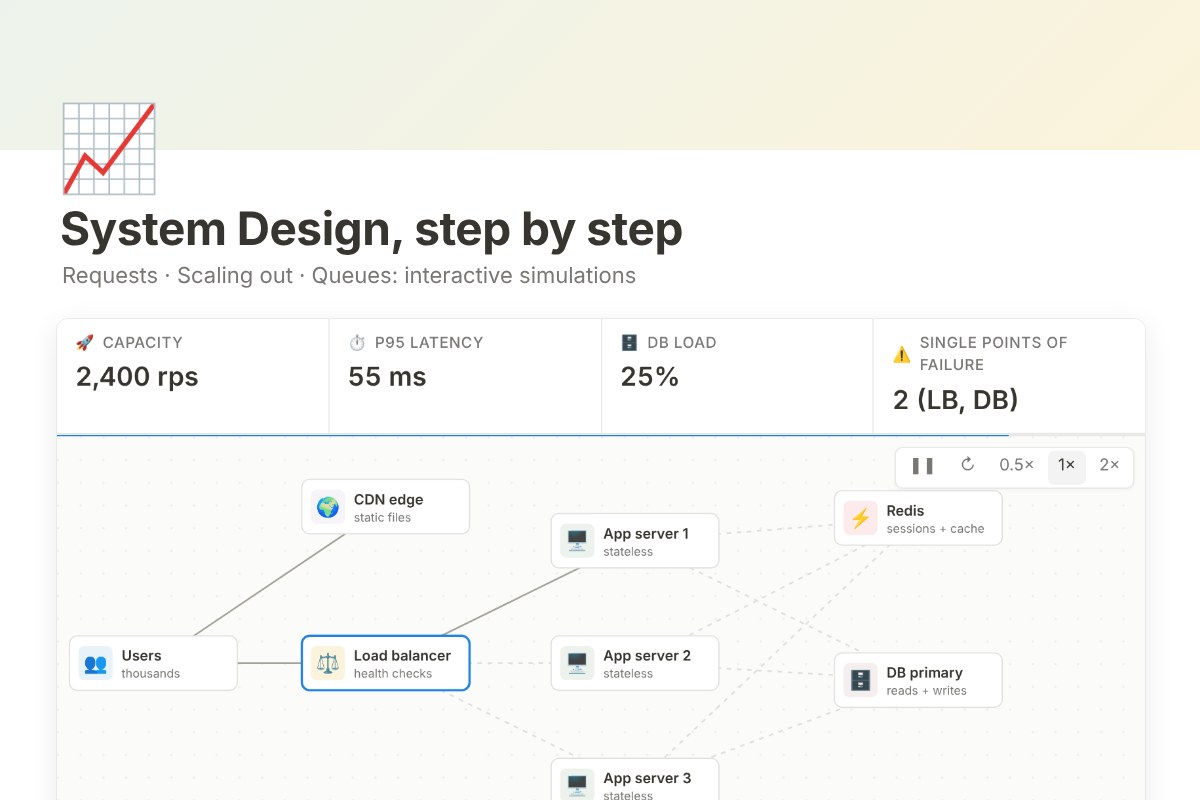 System Design, step by step
Requests · Scaling out · Queues: interactive simulations
CAPACITY
2,400 rps
P95 LATENCY
55 ms
DB LOAD
25%
SINGLE POINTS OF
FAILURE
2 (LB, DB)
0.5×
1×
2×
CDN edge
static files
App server 1
stateless
Redis
sessions + cache
Users
thousands
Load balancer
health checks
App server 2
stateless
DB primary
reads + writes
App server 3
stateless